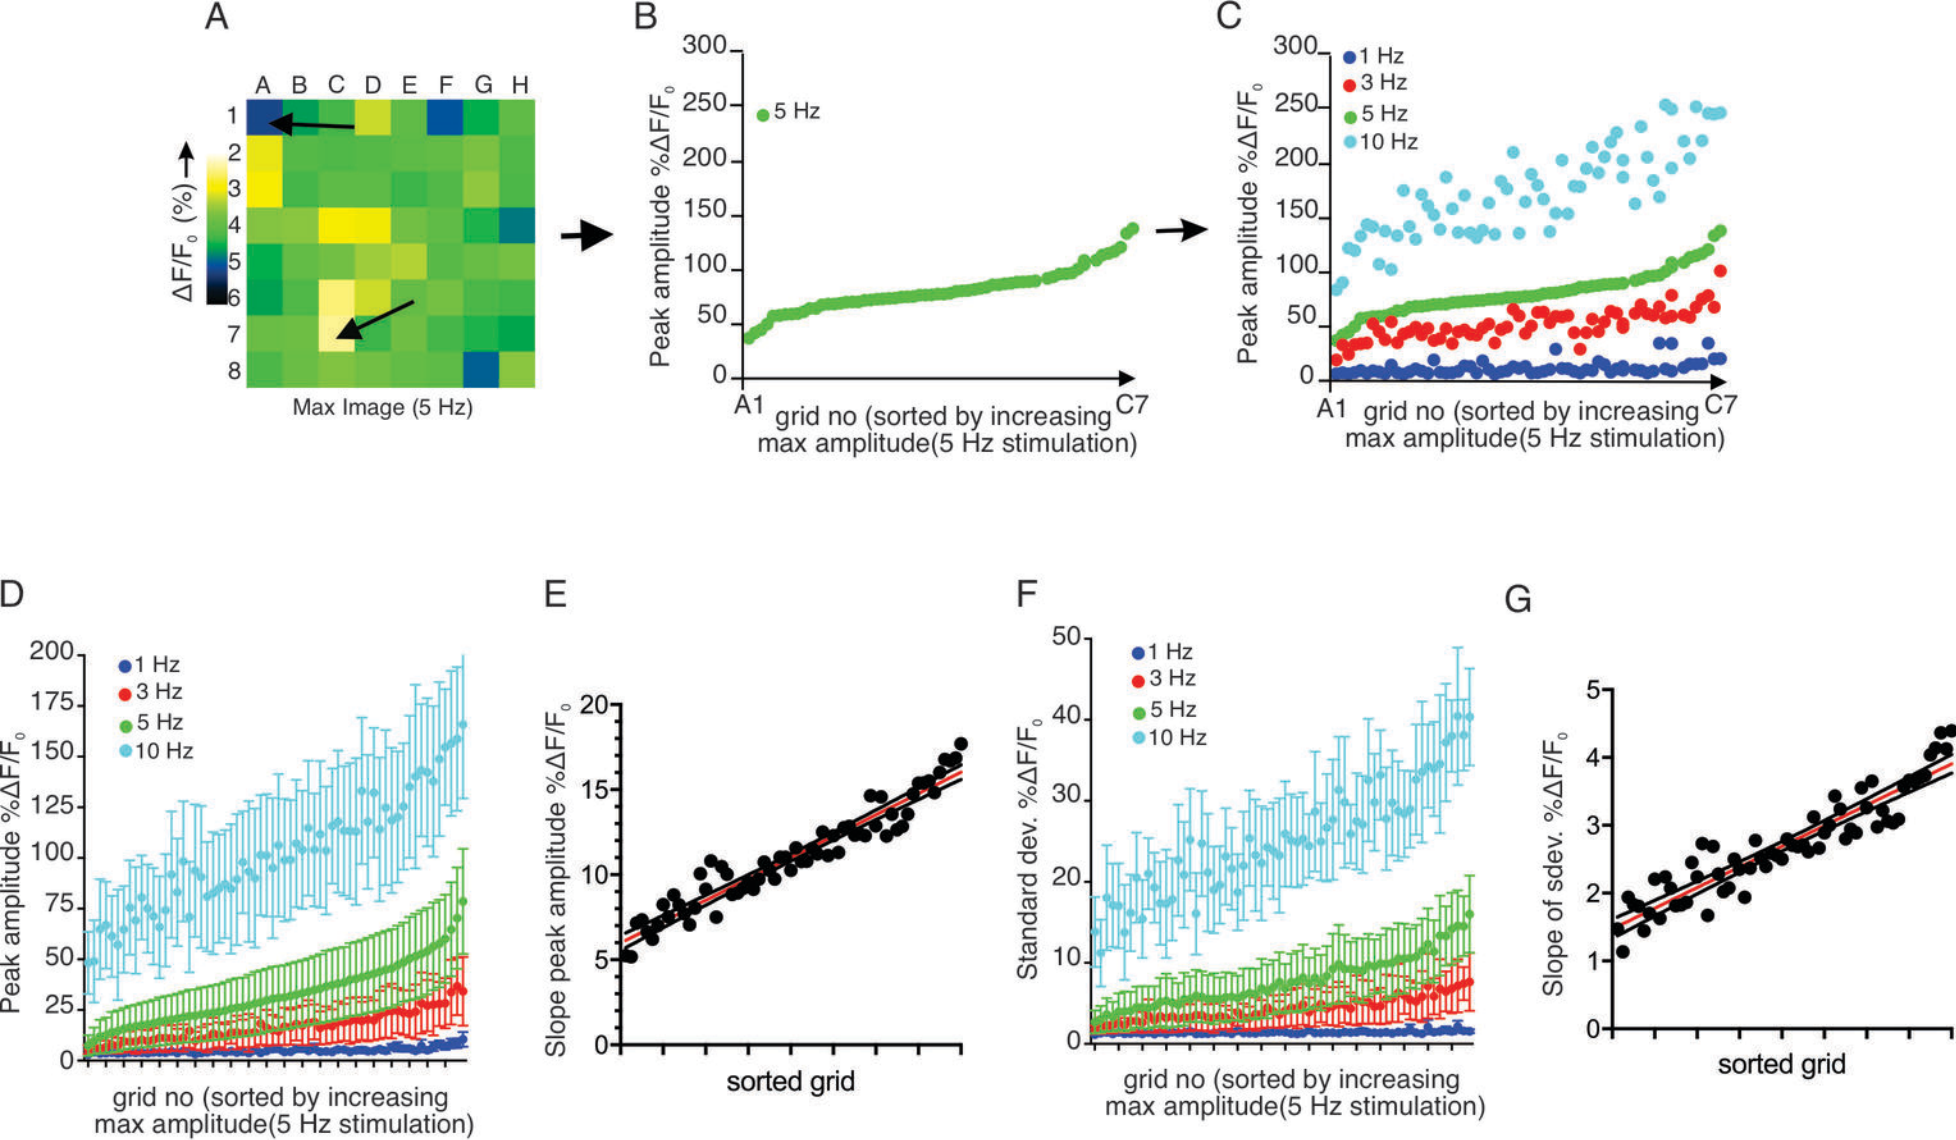 A
A B C D E F G H
1
2
3
4
5
6
7
8
ΔF/F0 (%)
Max Image (5 Hz)
B
300
250
200
150
100
50
0
Peak amplitude %ΔF/F0
5 Hz
A1
C7
grid no (sorted by increasing
max amplitude(5 Hz stimulation)
C
300
250
200
150
100
50
0
Peak amplitude %ΔF/F0
1 Hz
3 Hz
5 Hz
10 Hz
A1
C7
grid no (sorted by increasing
max amplitude(5 Hz stimulation)
D
200
175
150
125
100
75
50
25
0
Peak amplitude %ΔF/F0
1 Hz
3 Hz
5 Hz
10 Hz
grid no (sorted by increasing
max amplitude(5 Hz stimulation)
E
20
15
10
5
0
Slope peak amplitude %ΔF/F0
sorted grid
F
50
40
30
20
10
0
Standard dev. %ΔF/F0
1 Hz
3 Hz
5 Hz
10 Hz
grid no (sorted by increasing
max amplitude(5 Hz stimulation)
G
5
4
3
2
1
0
Slope of sdev. %ΔF/F0
sorted grid